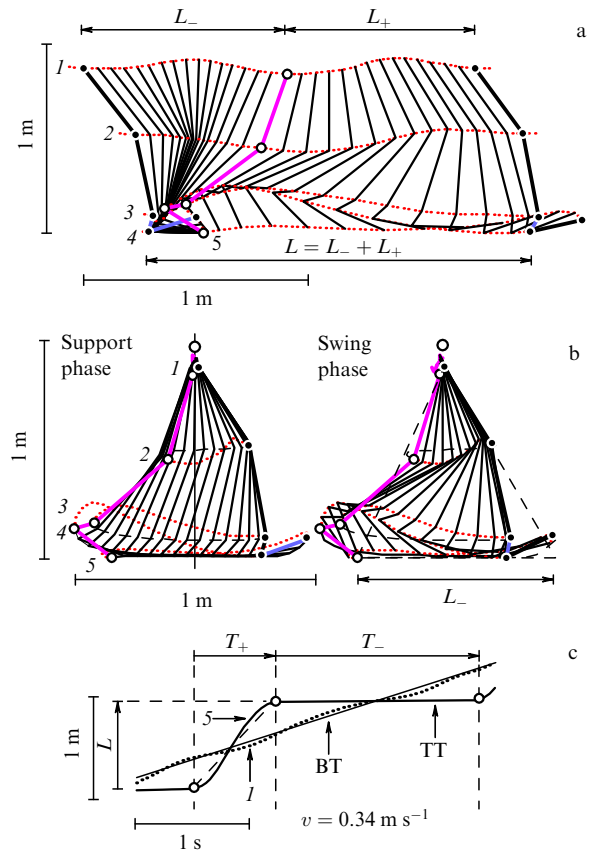 L₋ L₊ a
1
1 m
2
3
4
5
L = L₋ + L₊
1 m
Support phase
Swing phase
b
1
1 m
2
3
4
5
1 m
L₋
T₊ T₋ c
5
1 m
L
1
BT
TT
1 s
v = 0.34 m s⁻¹